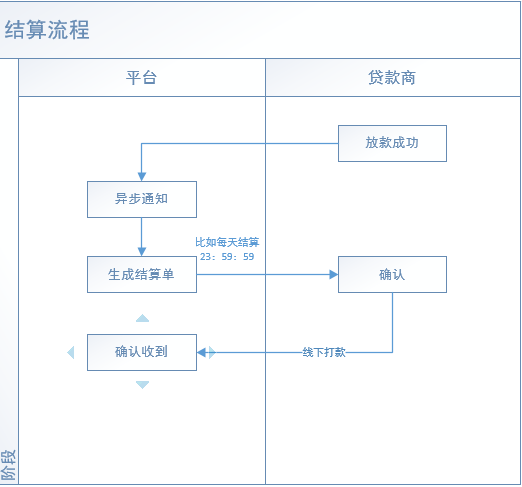 结算流程
平台
贷款商
放款成功
异步通知
比如每天结算
23：59：59
生成结算单
确认
确认收到
线下打款
阶段